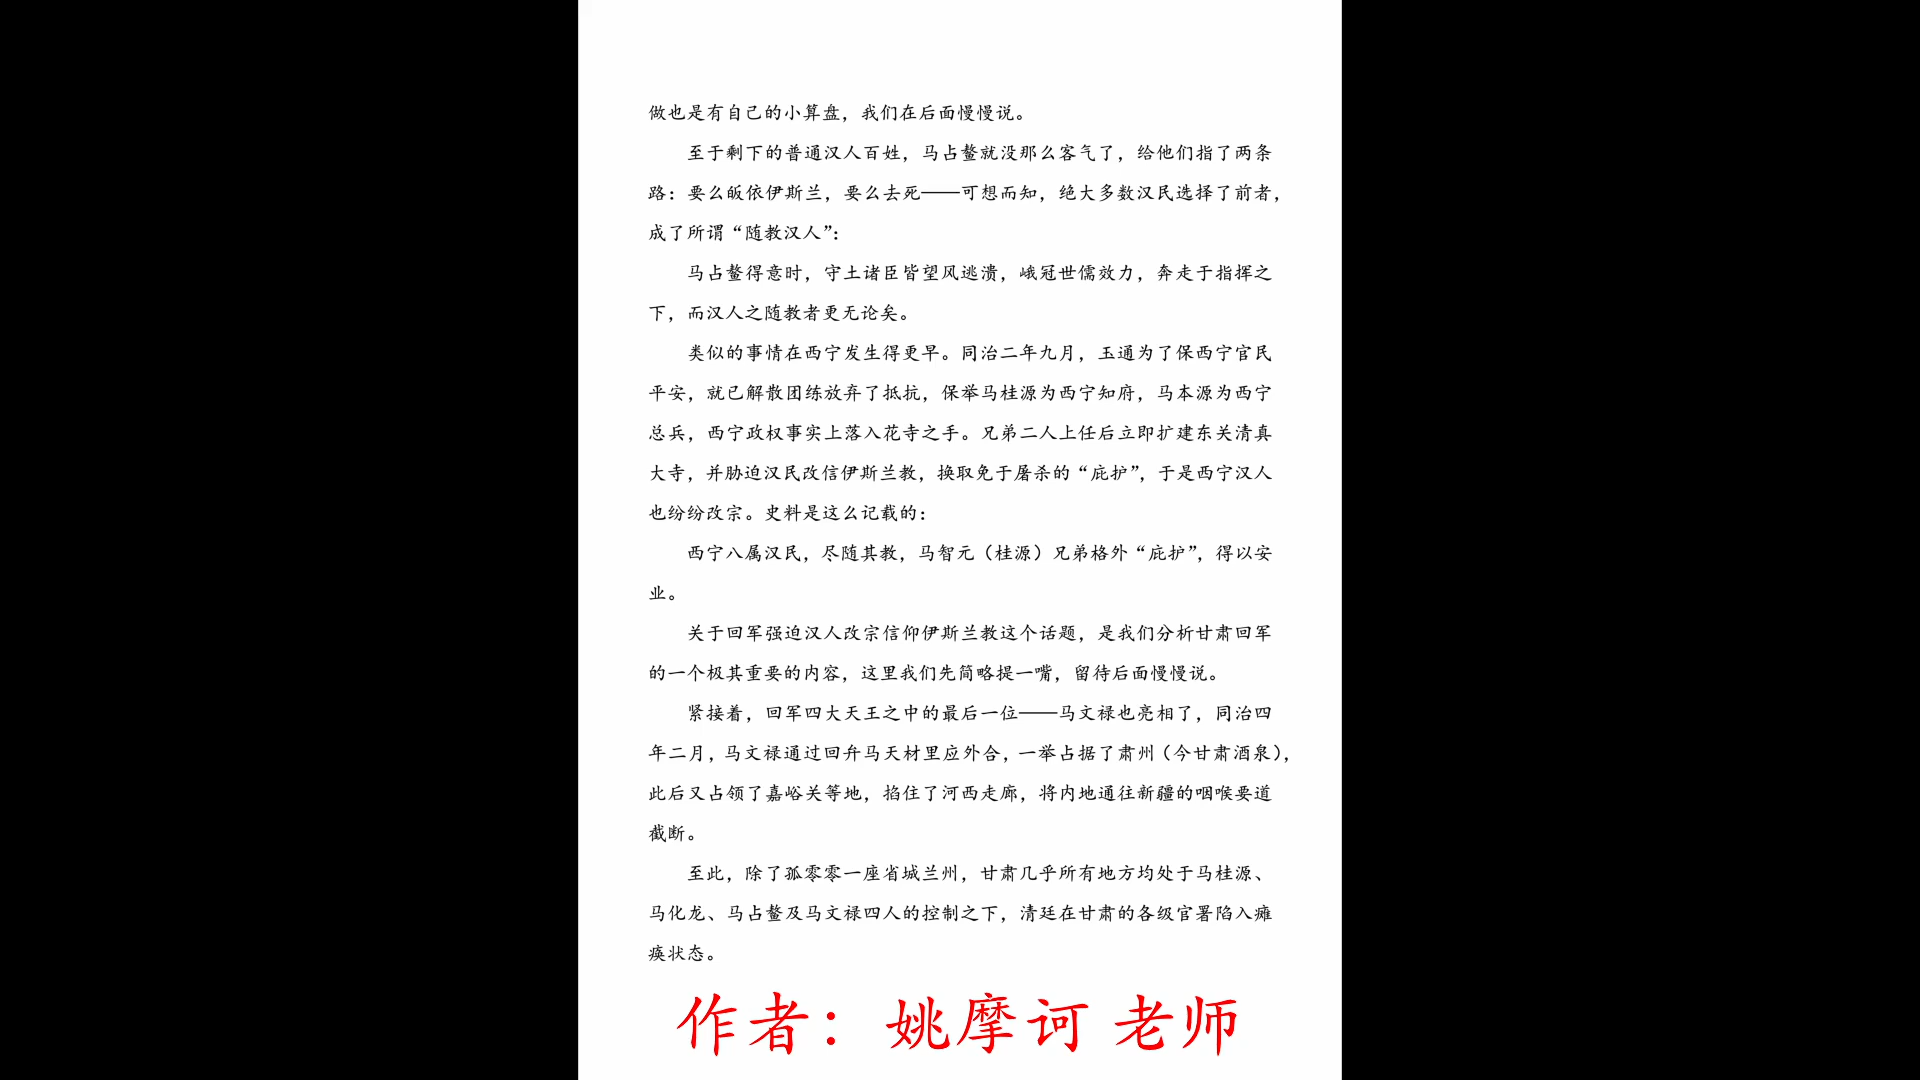 做也是有自己的小算盘，我们在后面慢慢说。
至于剩下的普通汉人百姓，马占鳌就没那么客气了，给他们指了两条
路：要么皈依伊斯兰，要么去死——可想而知，绝大多数汉民选择了前者，
成了所谓“随教汉人”：
马占鳌得意时，守土诸臣皆望风逃溃，峨冠世儒效力，奔走于指挥之
下，而汉人之随教者更无论矣。
类似的事情在西宁发生得更早。同治二年九月，玉通为了保西宁官民
平安，就已解散团练放弃了抵抗，保举马桂源为西宁知府，马本源为西宁
总兵，西宁政权事实上落入花寺之手。兄弟二人上任后立即扩建东关清真
大寺，并胁迫汉民改信伊斯兰教，换取免于屠杀的“庇护”，于是西宁汉人
也纷纷改宗。史料是这么记载的：
西宁八属汉民，尽随其教，马智元（桂源）兄弟格外“庇护”，得以安
业。
关于回军强迫汉人改宗信仰伊斯兰教这个话题，是我们分析甘肃回军
的一个极其重要的内容，这里我们先简略提一嘴，留待后面慢慢说。
紧接着，回军四大天王之中的最后一位——马文禄也亮相了，同治四
年二月，马文禄通过回弁马天材里应外合，一举占据了肃州（今甘肃酒泉），
此后又占领了嘉峪关等地，掐住了河西走廊，将内地通往新疆的咽喉要道
截断。
至此，除了孤零零一座省城兰州，甘肃几乎所有地方均处于马桂源、
马化龙、马占鳌及马文禄四人的控制之下，清廷在甘肃的各级官署陷入瘫
痪状态。
作者：姚摩诃 老师